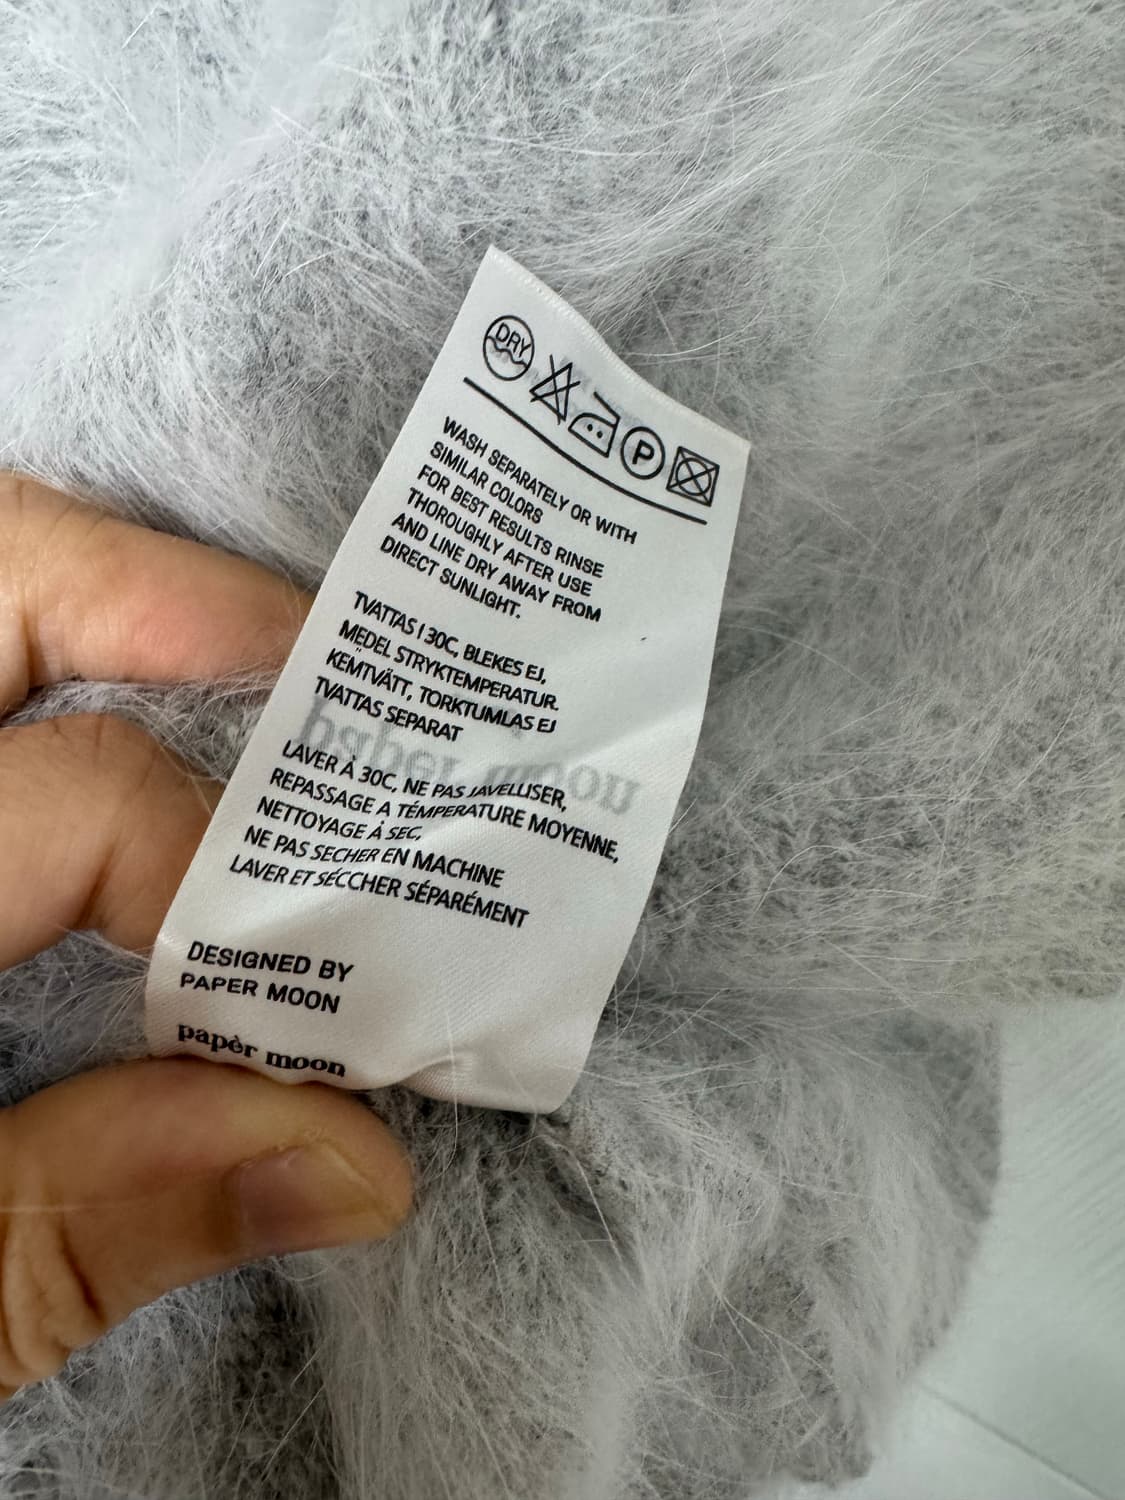 DRY P
WASH SEPARATELY OR WITH
SIMILAR COLORS
FOR BEST RESULTS RINSE
THOROUGHLY AFTER USE
AND LINE DRY AWAY FROM
DIRECT SUNLIGHT.
TVATTAS I 30C, BLEKES EJ,
MEDEL STRYKTEMPERATUR.
KEMTVÄTT, TORKTUMLAS EJ
TVATTAS SEPARAT
LAVER À 30C, NE PAS JAVELLISER,
REPASSAGE A TÉMPERATURE MOYENNE,
NETTOYAGE À SEC,
NE PAS SECHER EN MACHINE
LAVER ET SÉCCHER SÉPARÉMENT
DESIGNED BY
PAPER MOON
papèr moon